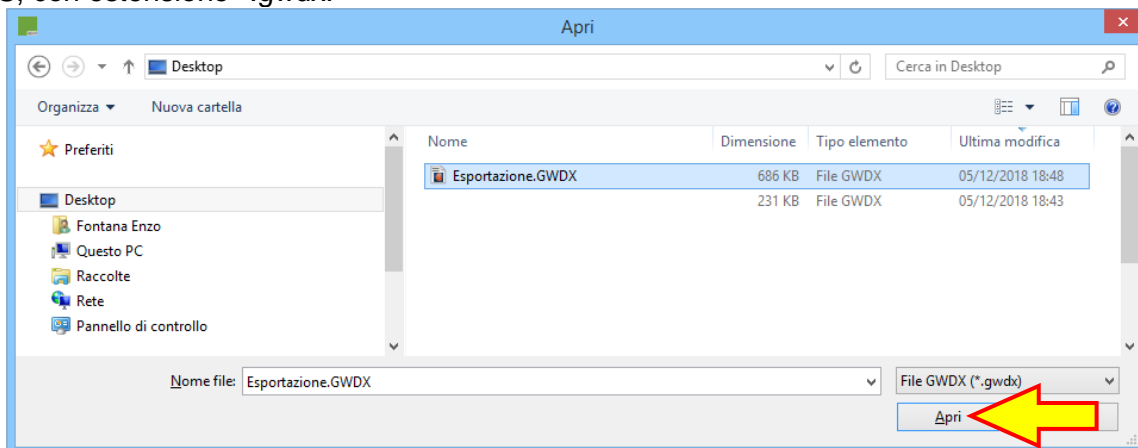 Apri
Desktop
Cerca in Desktop
Organizza
Nuova cartella
Preferiti
Desktop
Fontana Enzo
Questo PC
Raccolte
Rete
Pannello di controllo
Nome Dimensione Tipo elemento Ultima modifica
Esportazione.GWDX 686 KB File GWDX 05/12/2018 18:48
231 KB File GWDX 05/12/2018 18:43
Nome file: Esportazione.GWDX
File GWDX (*.gwdx)
Apri